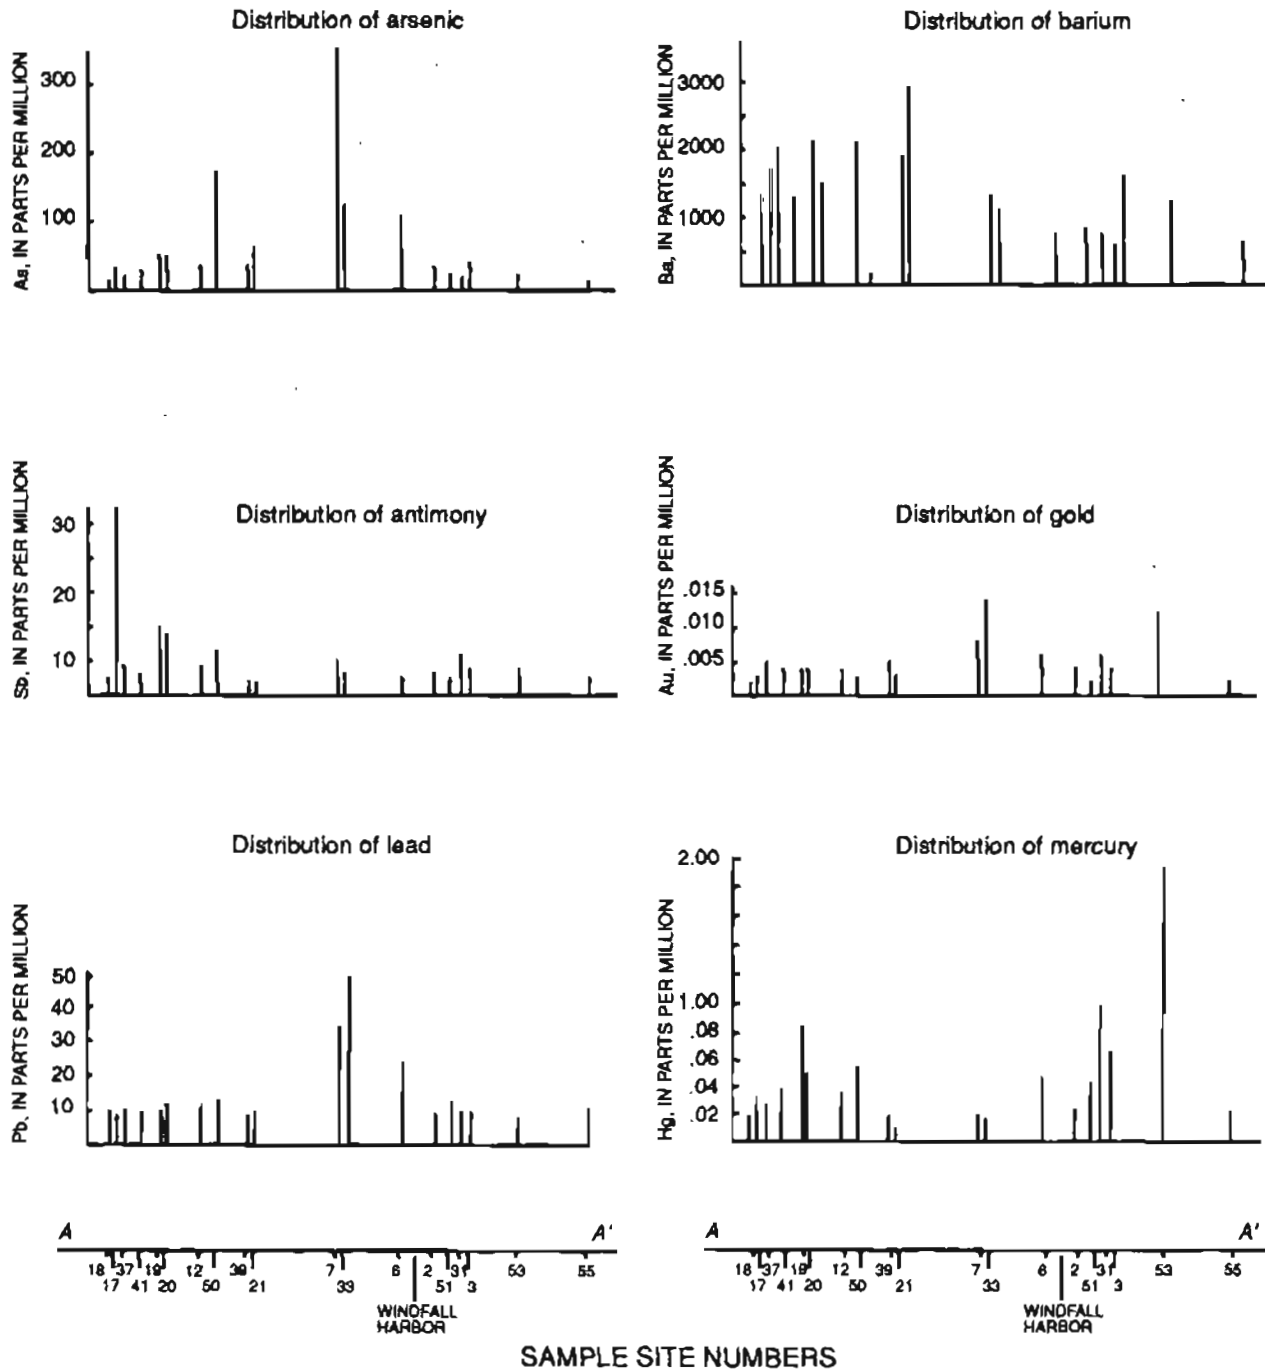 Distribution of arsenic
As, IN PARTS PER MILLION
300
200
100
Distribution of barium
Ba, IN PARTS PER MILLION
3000
2000
1000
Distribution of antimony
Sb, IN PARTS PER MILLION
30
20
10
Distribution of gold
Au, IN PARTS PER MILLION
.015
.010
.005
Distribution of lead
Pb, IN PARTS PER MILLION
50
40
30
20
10
Distribution of mercury
Hg, IN PARTS PER MILLION
2.00
1.00
.08
.06
.04
.02
A A'
18 37 19 12 39 7 6 2 31 53 55
17 41 20 50 21 33 51 3
WINDFALL
HARBOR
A A'
18 37 19 12 39 7 6 2 31 53 55
17 41 20 50 21 33 51 3
WINDFALL
HARBOR
SAMPLE SITE NUMBERS